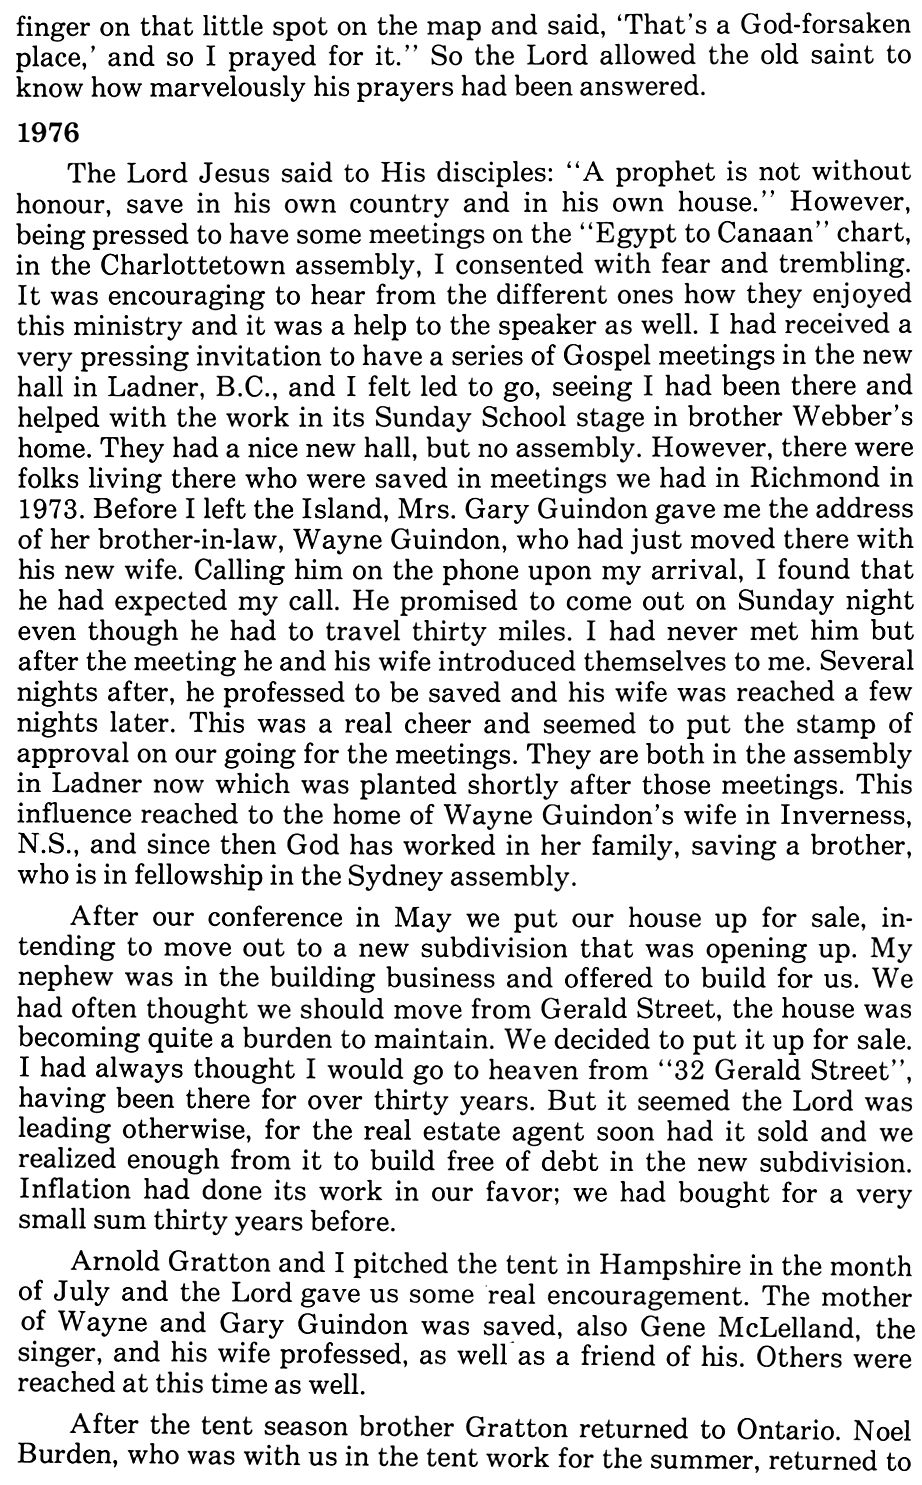 finger on that little spot on the map and said, ‘That’s a God-forsaken
place,’ and so I prayed for it.’’ So the Lord allowed the old saint to
know how marvelously his prayers had been answered.
1976
The Lord Jesus said to His disciples: ‘‘A prophet is not without
honour, save in his own country and in his own house.’’ However,
being pressed to have some meetings on the ‘‘Egypt to Canaan’’ chart,
in the Charlottetown assembly, I consented with fear and trembling.
It was encouraging to hear from the different ones how they enjoyed
this ministry and it was a help to the speaker as well. I had received a
very pressing invitation to have a series of Gospel meetings in the new
hall in Ladner, B.C., and I felt led to go, seeing I had been there and
helped with the work in its Sunday School stage in brother Webber’s
home. They had a nice new hall, but no assembly. However, there were
folks living there who were saved in meetings we had in Richmond in
1973. Before I left the Island, Mrs. Gary Guindon gave me the address
of her brother-in-law, Wayne Guindon, who had just moved there with
his new wife. Calling him on the phone upon my arrival, I found that
he had expected my call. He promised to come out on Sunday night
even though he had to travel thirty miles. I had never met him but
after the meeting he and his wife introduced themselves to me. Several
nights after, he professed to be saved and his wife was reached a few
nights later. This was a real cheer and seemed to put the stamp of
approval on our going for the meetings. They are both in the assembly
in Ladner now which was planted shortly after those meetings. This
influence reached to the home of Wayne Guindon’s wife in Inverness,
N.S., and since then God has worked in her family, saving a brother,
who is in fellowship in the Sydney assembly.
After our conference in May we put our house up for sale, in-
tending to move out to a new subdivision that was opening up. My
nephew was in the building business and offered to build for us. We
had often thought we should move from Gerald Street, the house was
becoming quite a burden to maintain. We decided to put it up for sale.
I had always thought I would go to heaven from ‘‘32 Gerald Street’’,
having been there for over thirty years. But it seemed the Lord was
leading otherwise, for the real estate agent soon had it sold and we
realized enough from it to build free of debt in the new subdivision.
Inflation had done its work in our favor; we had bought for a very
small sum thirty years before.
Arnold Gratton and I pitched the tent in Hampshire in the month
of July and the Lord gave us some real encouragement. The mother
of Wayne and Gary Guindon was saved, also Gene McLelland, the
singer, and his wife professed, as well as a friend of his. Others were
reached at this time as well.
After the tent season brother Gratton returned to Ontario. Noel
Burden, who was with us in the tent work for the summer, returned to